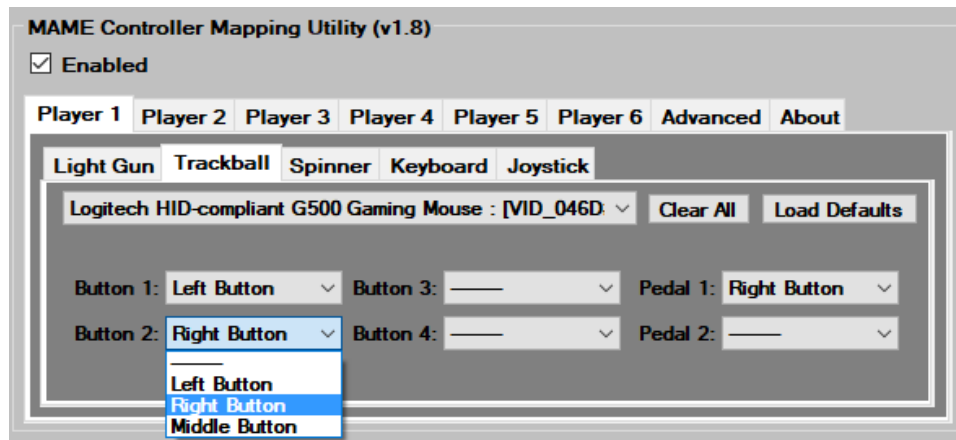 MAME Controller Mapping Utility (v1.8)
Enabled
Player 1 Player 2 Player 3 Player 4 Player 5 Player 6 Advanced About
Light Gun Trackball Spinner Keyboard Joystick
Logitech HID-compliant G500 Gaming Mouse : [VID_046D Clear All Load Defaults
Button 1: Left Button Button 3: ——— Pedal 1: Right Button
Button 2: Right Button Button 4: ——— Pedal 2: ———
———
Left Button
Right Button
Middle Button